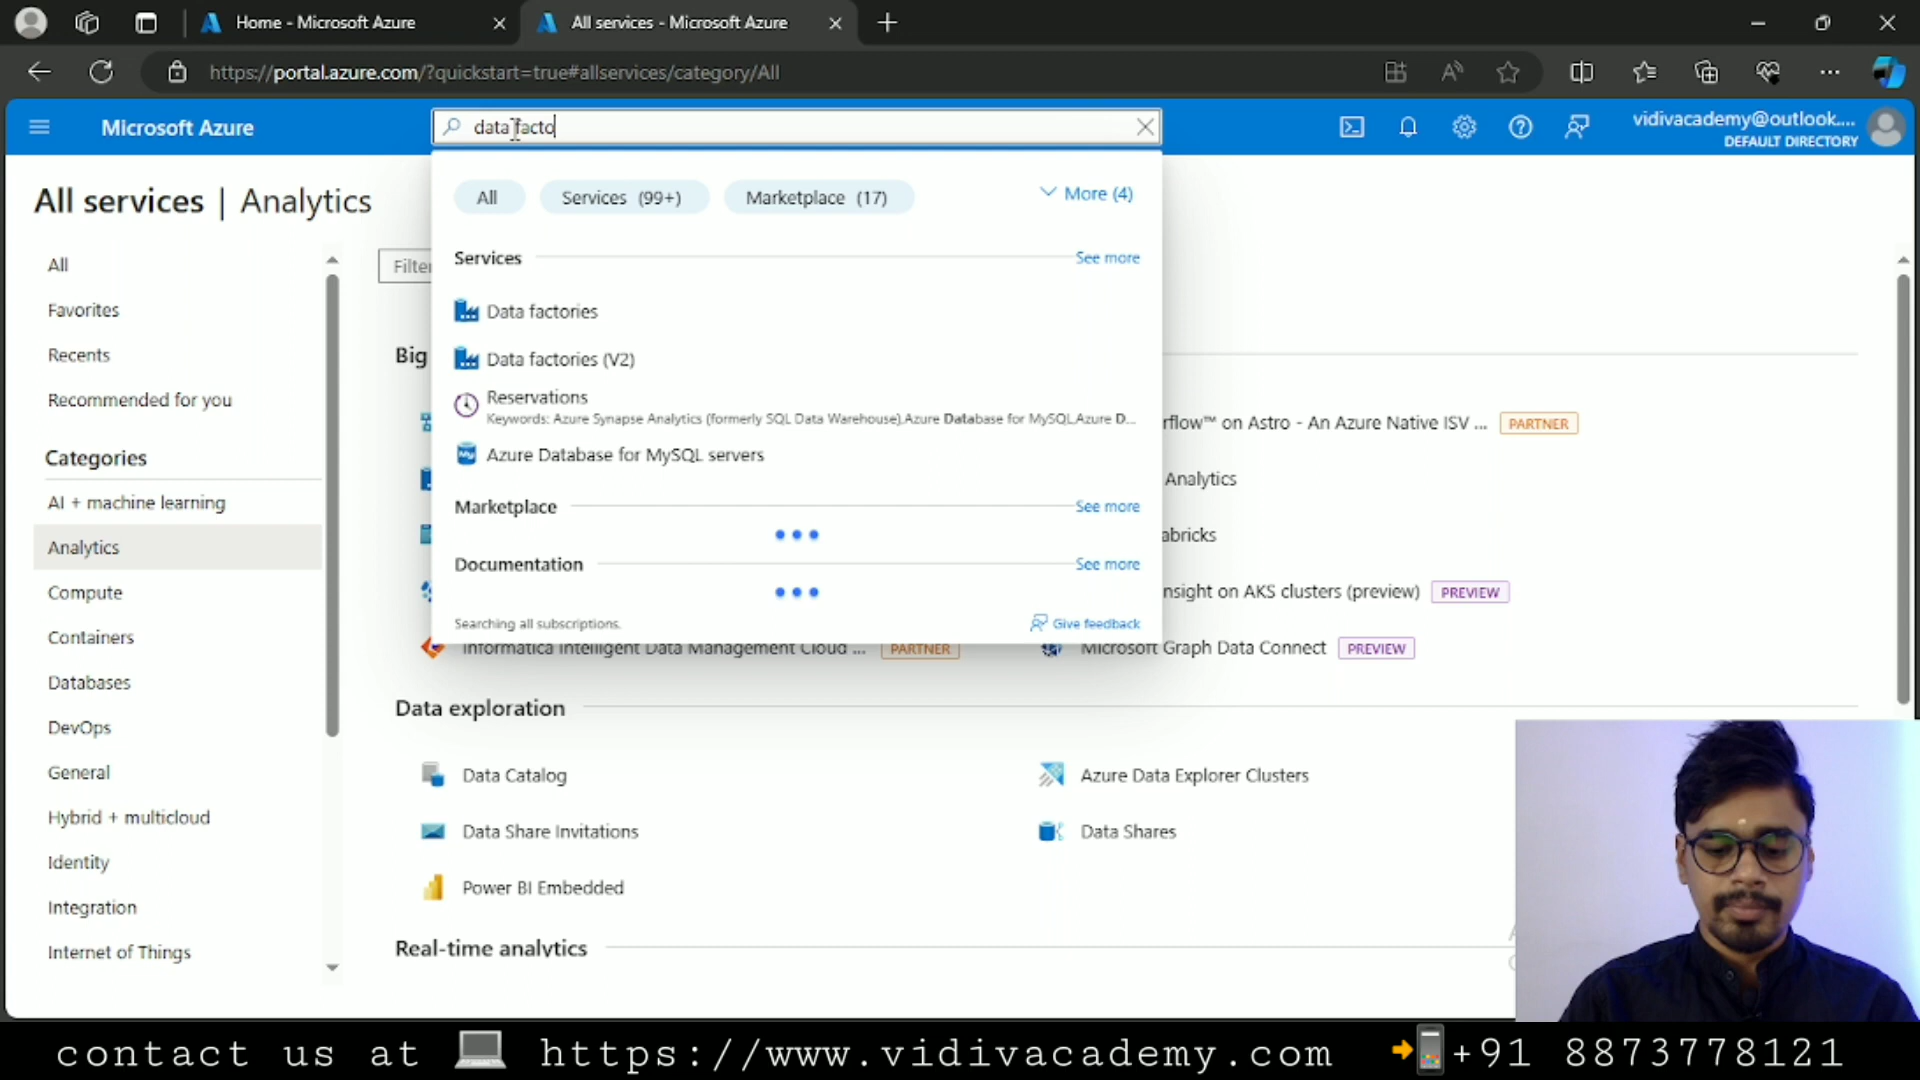 Home - Microsoft Azure
All services - Microsoft Azure
https://portal.azure.com/?quickstart=true#allservices/category/All
Microsoft Azure
data facto
vidivacademy@outlook....
DEFAULT DIRECTORY
All services | Analytics
All
Favorites
Recents
Recommended for you
Categories
AI + machine learning
Analytics
Compute
Containers
Databases
DevOps
General
Hybrid + multicloud
Identity
Integration
Internet of Things
Filter
All
Services (99+)
Marketplace (17)
More (4)
Services
See more
Data factories
Data factories (V2)
Reservations
Keywords: Azure Synapse Analytics (formerly SQL Data Warehouse),Azure Database for MySQL,Azure D...
Azure Database for MySQL servers
Marketplace
See more
Documentation
See more
Searching all subscriptions.
Give feedback
Big
rflow™ on Astro - An Azure Native ISV ... PARTNER
Analytics
abricks
nsight on AKS clusters (preview) PREVIEW
Informatica Intelligent Data Management Cloud ... PARTNER
Microsoft Graph Data Connect PREVIEW
Data exploration
Data Catalog
Azure Data Explorer Clusters
Data Share Invitations
Data Shares
Power BI Embedded
Real-time analytics
contact us at https://www.vidivacademy.com +91 8873778121